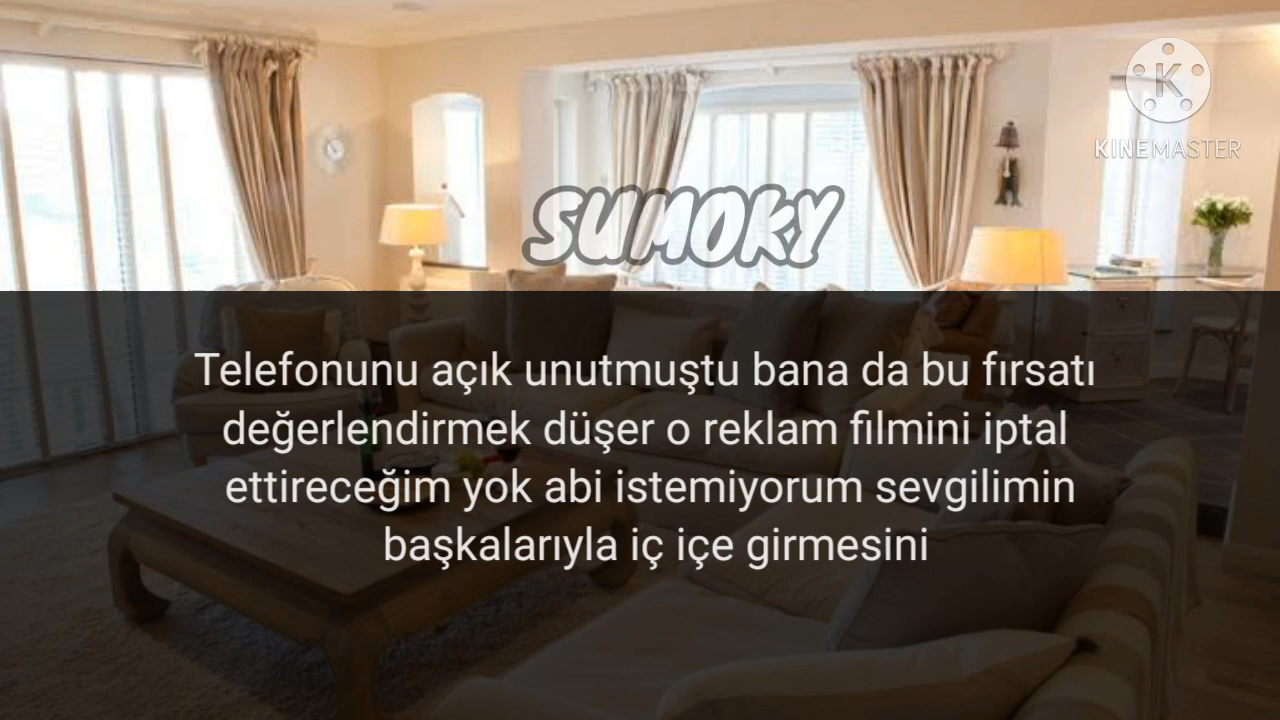 KINEMASTER
SUMOKY
Telefonunu açık unutmuştu bana da bu fırsatı
değerlendirmek düşer o reklam filmini iptal
ettireceğim yok abi istemiyorum sevgilimin
başkalarıyla iç içe girmesini